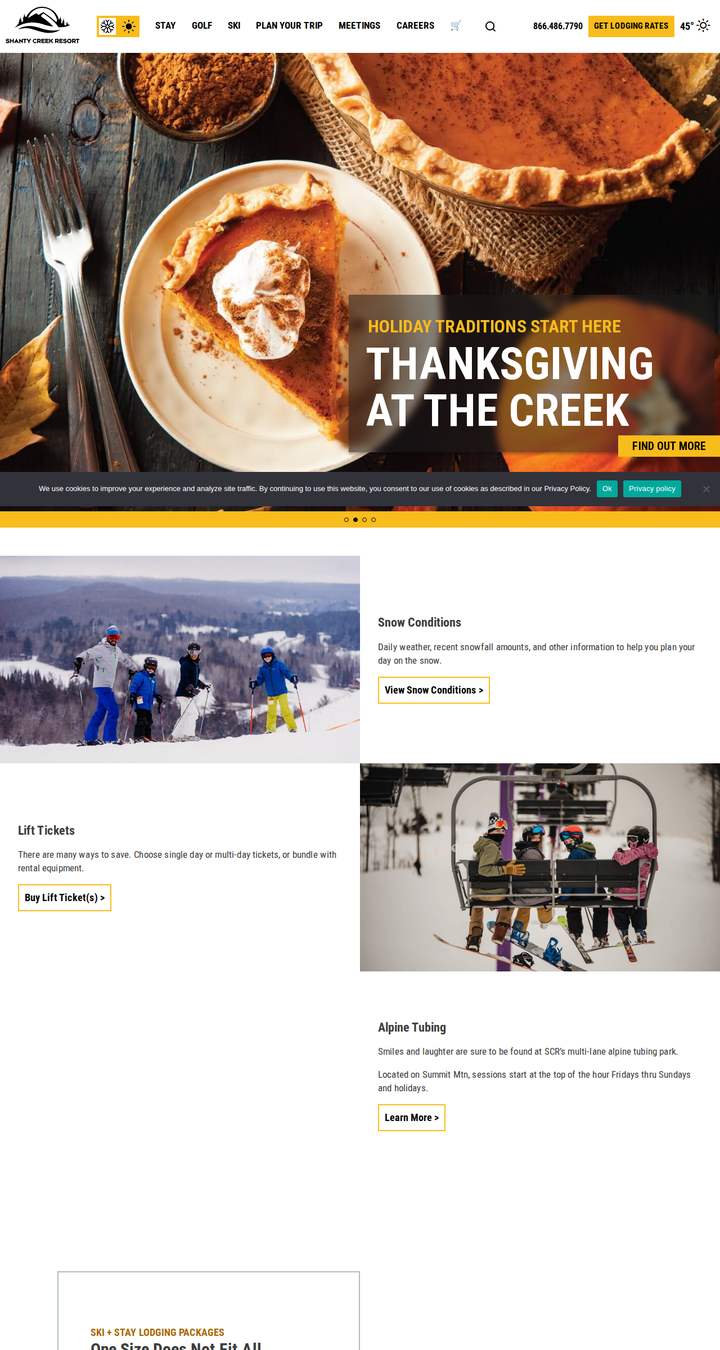 SHANTY CREEK RESORT
STAY
GOLF
SKI
PLAN YOUR TRIP
MEETINGS
CAREERS
866.486.7790
GET LODGING RATES
45°
HOLIDAY TRADITIONS START HERE
THANKSGIVING
AT THE CREEK
FIND OUT MORE
We use cookies to improve your experience and analyze site traffic. By continuing to use this website, you consent to our use of cookies as described in our Privacy Policy.
Ok
Privacy policy
Snow Conditions
Daily weather, recent snowfall amounts, and other information to help you plan your
day on the snow.
View Snow Conditions >
Lift Tickets
There are many ways to save. Choose single day or multi-day tickets, or bundle with
rental equipment.
Buy Lift Ticket(s) >
Alpine Tubing
Smiles and laughter are sure to be found at SCR's multi-lane alpine tubing park.
Located on Summit Mtn, sessions start at the top of the hour Fridays thru Sundays
and holidays.
Learn More >
SKI + STAY LODGING PACKAGES
One Size Does Not Fit All